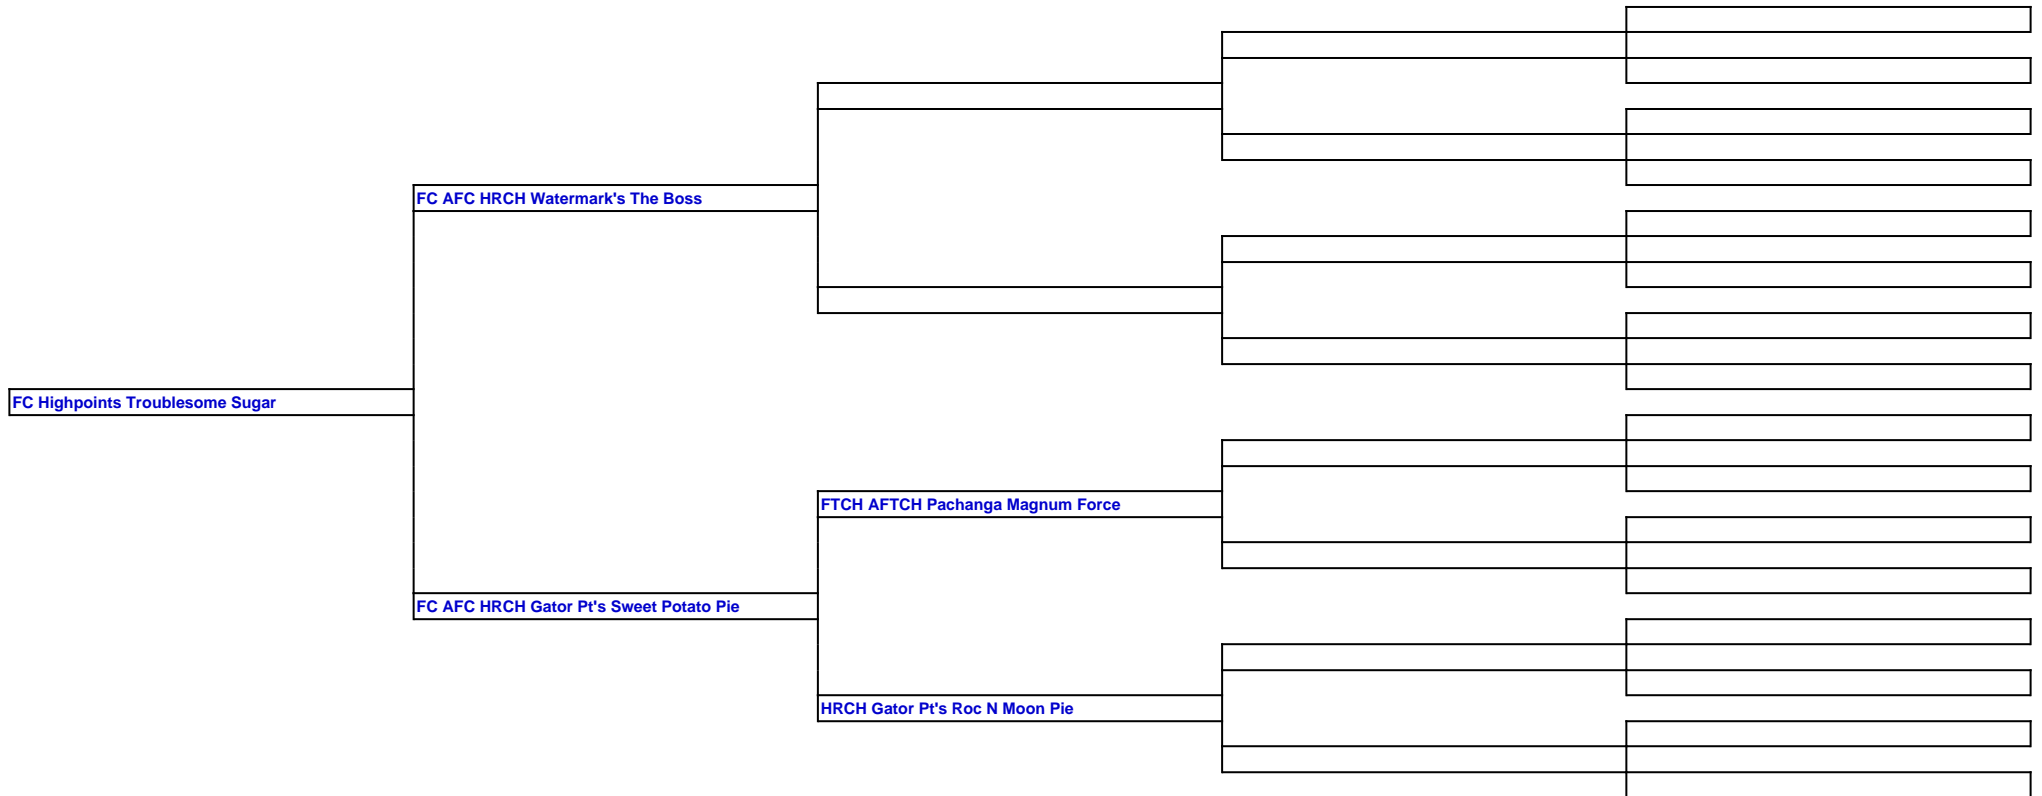 FC AFC HRCH Watermark's The Boss
FC Highpoints Troublesome Sugar
FTCH AFTCH Pachanga Magnum Force
FC AFC HRCH Gator Pt's Sweet Potato Pie
HRCH Gator Pt's Roc N Moon Pie